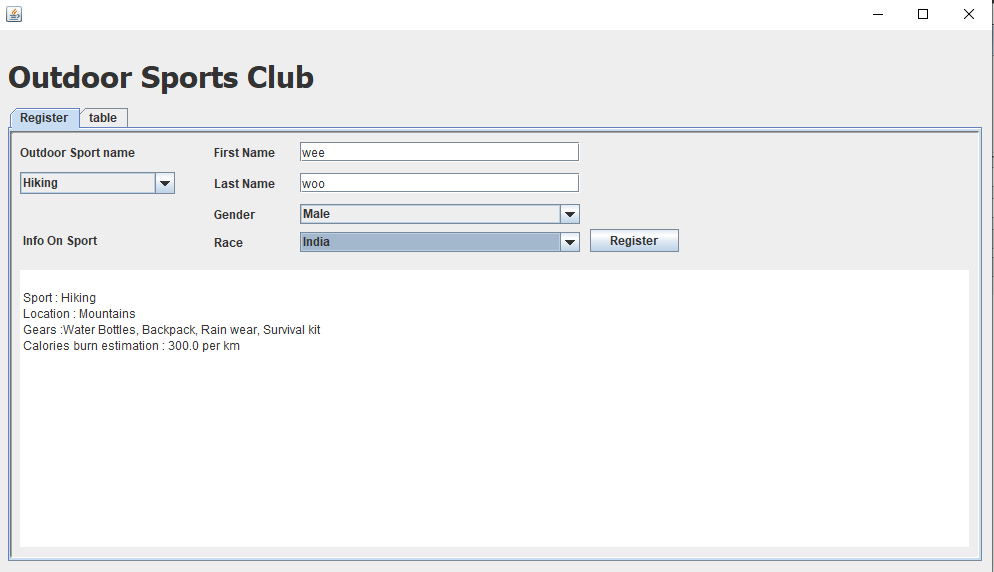 Outdoor Sports Club
Register table
Outdoor Sport name First Name wee
Hiking Last Name woo
Gender Male
Info On Sport Race India Register
Sport : Hiking
Location : Mountains
Gears :Water Bottles, Backpack, Rain wear, Survival kit
Calories burn estimation : 300.0 per km